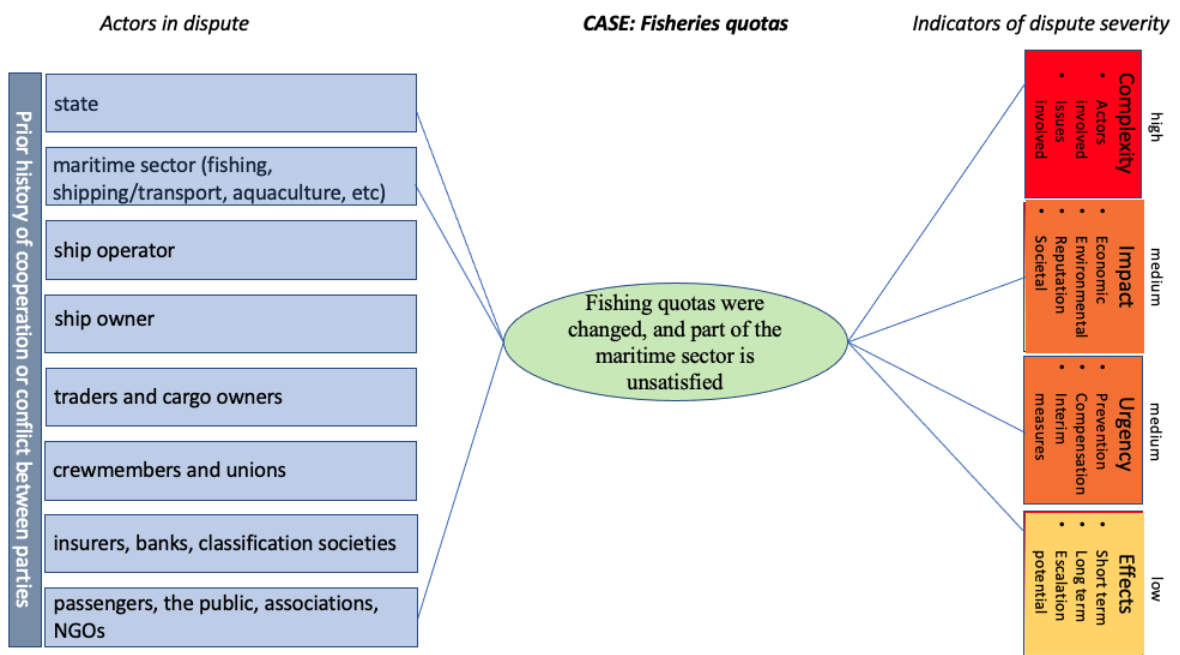 Actors in dispute
CASE: Fisheries quotas
Indicators of dispute severity
Prior history of cooperation or conflict between parties
state
maritime sector (fishing,
shipping/transport, aquaculture, etc)
ship operator
ship owner
traders and cargo owners
crewmembers and unions
insurers, banks, classification societies
passengers, the public, associations,
NGOs
Fishing quotas were
changed, and part of the
maritime sector is
unsatisfied
high
Complexity
• Actors
involved
• Issues
involved
medium
Impact
• Economic
• Environmental
• Reputation
• Societal
medium
Urgency
• Prevention
• Compensation
• Interim
measures
low
Effects
• Short term
• Long term
• Escalation
potential